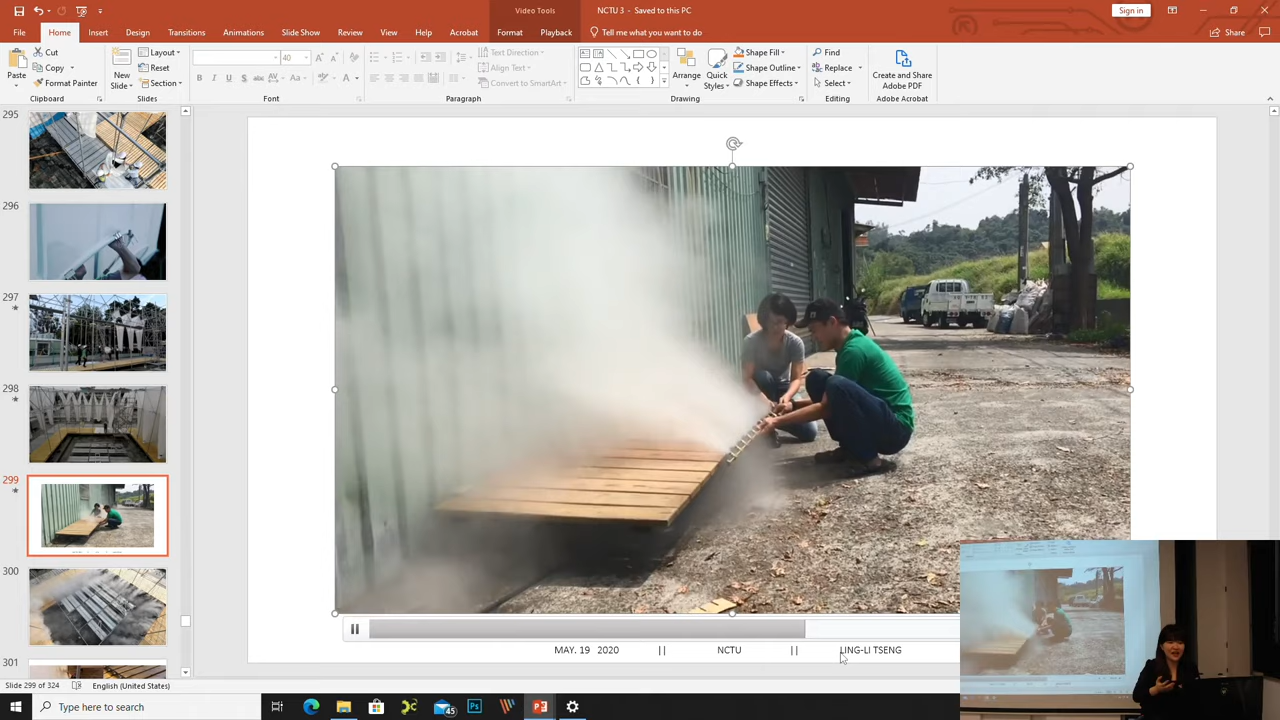 Video Tools
NCTU 3 - Saved to this PC
Sign in
File
Home
Insert
Design
Transitions
Animations
Slide Show
Review
View
Help
Acrobat
Format
Playback
Tell me what you want to do
Share
Paste
Cut
Copy
Format Painter
Clipboard
New Slide
Layout
Reset
Section
Slides
40
Font
Text Direction
Align Text
Convert to SmartArt
Paragraph
Arrange
Quick Styles
Shape Fill
Shape Outline
Shape Effects
Drawing
Find
Replace
Select
Editing
Create and Share
Adobe PDF
Adobe Acrobat
295
296
297
298
299
300
301
MAY. 19 2020 || NCTU || LING-LI TSENG
Slide 299 of 324
English (United States)
Type here to search
45